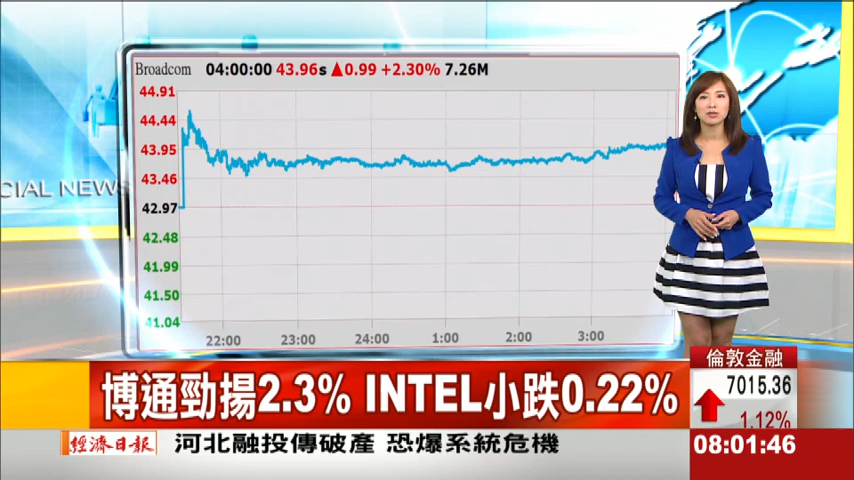 Broadcom 04:00:00 43.96s ▲0.99 +2.30% 7.26M
44.91
44.44
43.95
43.46
42.97
42.48
41.99
41.50
41.04
22:00 23:00 24:00 1:00 2:00 3:00
CIAL NEWS
博通勁揚2.3% INTEL小跌0.22%
倫敦金融
7015.36
1.12%
經濟日報 河北融投傳破產 恐爆系統危機
08:01:46